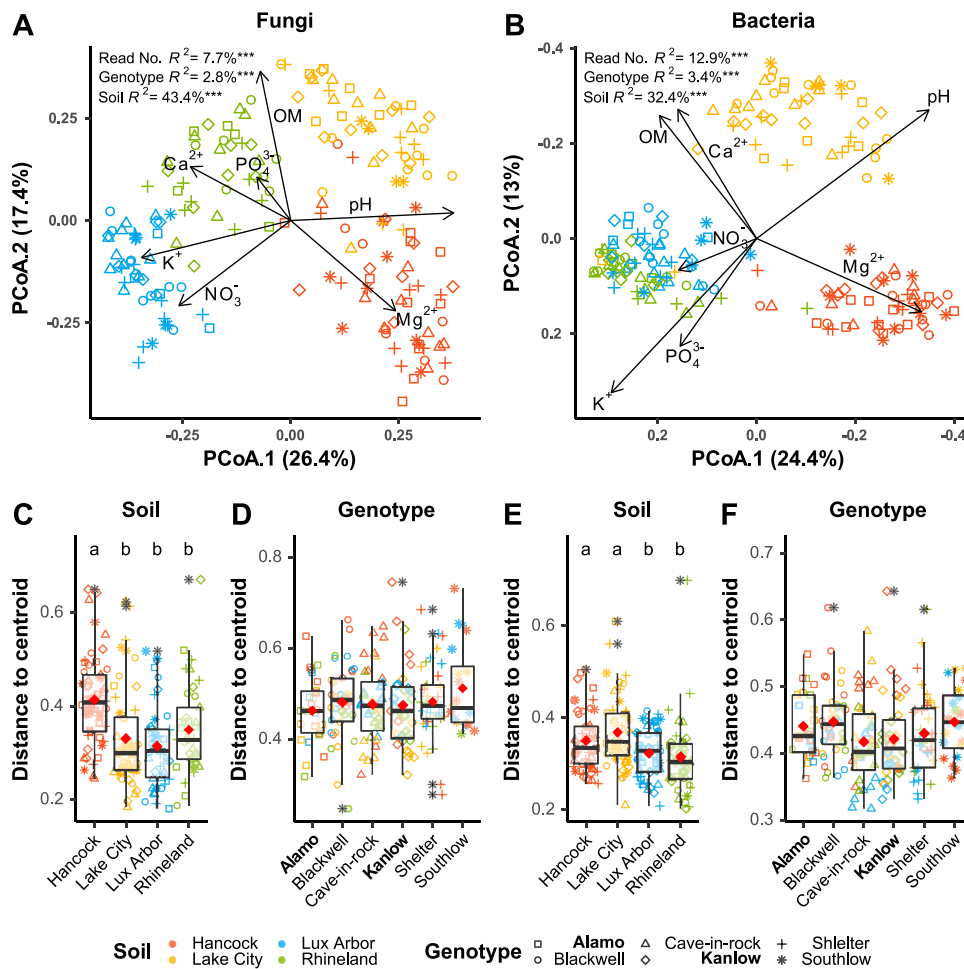 A Fungi
Read No. R² = 7.7%***
Genotype R² = 2.8%***
Soil R² = 43.4%***
OM
Ca²⁺
PO₄³⁻
pH
K⁺
NO₃⁻
Mg²⁺
0.25
0.00
-0.25
PCoA.2 (17.4%)
-0.25 0.00 0.25
PCoA.1 (26.4%)
B Bacteria
Read No. R² = 12.9%***
Genotype R² = 3.4%***
Soil R² = 32.4%***
pH
OM
Ca²⁺
NO₃⁻
Mg²⁺
PO₄³⁻
K⁺
-0.4
-0.2
0.0
0.2
PCoA.2 (13%)
0.2 0.0 -0.2 -0.4
PCoA.1 (24.4%)
C Soil
a b b b
Distance to centroid
0.6
0.4
0.2
Hancock
Lake City
Lux Arbor
Rhineland
D Genotype
Distance to centroid
0.8
0.6
0.4
Alamo
Blackwell
Cave-in-rock
Kanlow
Shelter
Southlow
E Soil
a a b b
Distance to centroid
0.6
0.4
0.2
Hancock
Lake City
Lux Arbor
Rhineland
F Genotype
Distance to centroid
0.7
0.6
0.5
0.4
0.3
Alamo
Blackwell
Cave-in-rock
Kanlow
Shelter
Southlow
Soil
Hancock Lux Arbor
Lake City Rhineland
Genotype
Alamo Cave-in-rock Shlelter
Blackwell Kanlow Southlow